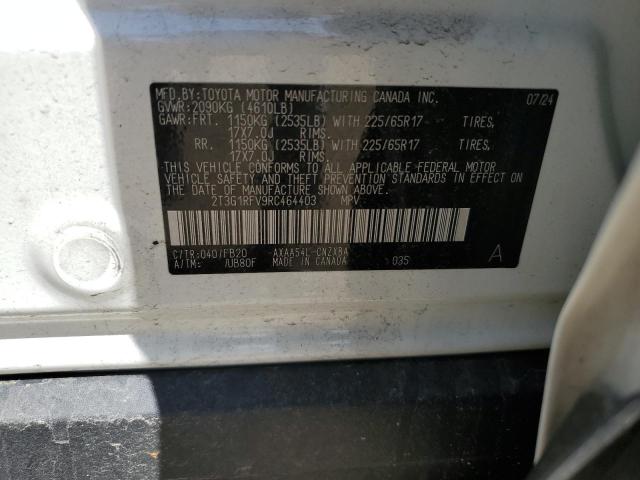 MFD.BY:TOYOTA MOTOR MANUFACTURING CANADA INC. 07/24
GVWR:2090KG (4610LB)
GAWR:FRT. 1150KG (2535LB) WITH 225/65R17 TIRES,
17X7.0J RIMS.
RR. 1150KG (2535LB) WITH 225/65R17 TIRES,
17X7.0J RIMS.
THIS VEHICLE CONFORMS TO ALL APPLICABLE FEDERAL MOTOR
VEHICLE SAFETY AND THEFT PREVENTION STANDARDS IN EFFECT
ON THE DATE OF MANUFACTURE SHOWN ABOVE.
2T3G1RFV9RC464403 MPV
C/TR:040/FB20 AXAA54L-CNZXBA
A/TM: /UB80F MADE IN CANADA 035 A